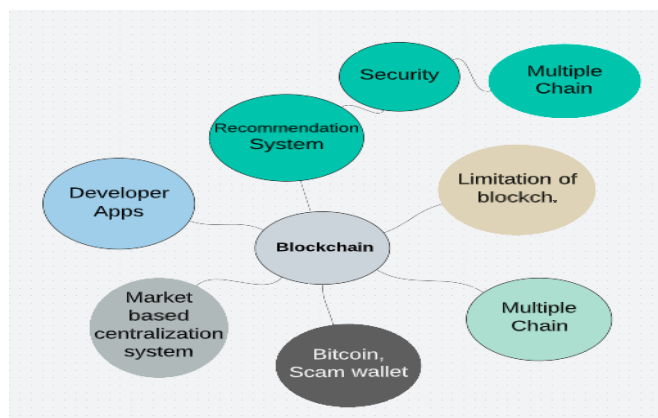 Security
Multiple
Chain
Recommendation
System
Limitation of
blockch.
Developer
Apps
Blockchain
Market
based
centralization
system
Multiple
Chain
Bitcoin,
Scam wallet